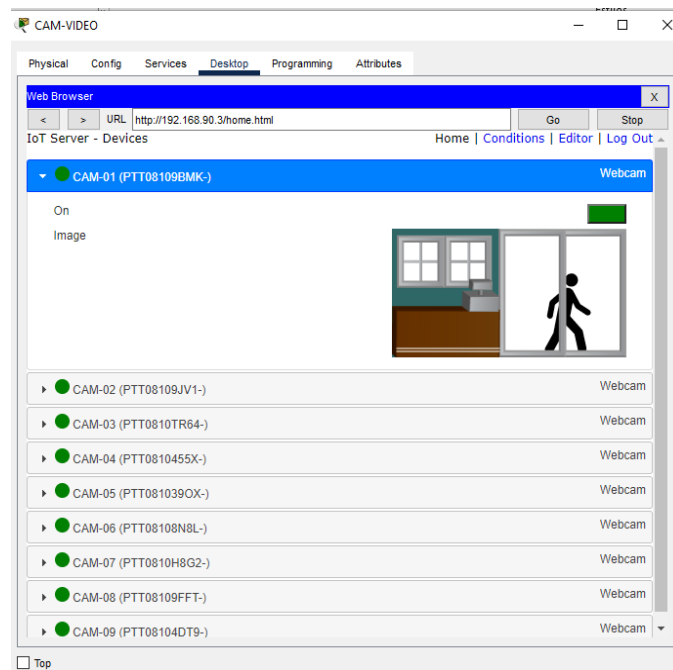 CAM-VIDEO
Physical Config Services Desktop Programming Attributes
Web Browser X
< > URL http://192.168.90.3/home.html Go Stop
IoT Server - Devices Home | Conditions | Editor | Log Out
CAM-01 (PTT08109BMK-) Webcam
On
Image
CAM-02 (PTT08109JV1-) Webcam
CAM-03 (PTT0810TR64-) Webcam
CAM-04 (PTT0810455X-) Webcam
CAM-05 (PTT081039OX-) Webcam
CAM-06 (PTT08108N8L-) Webcam
CAM-07 (PTT0810H8G2-) Webcam
CAM-08 (PTT08109FFT-) Webcam
CAM-09 (PTT08104DT9-) Webcam
Top